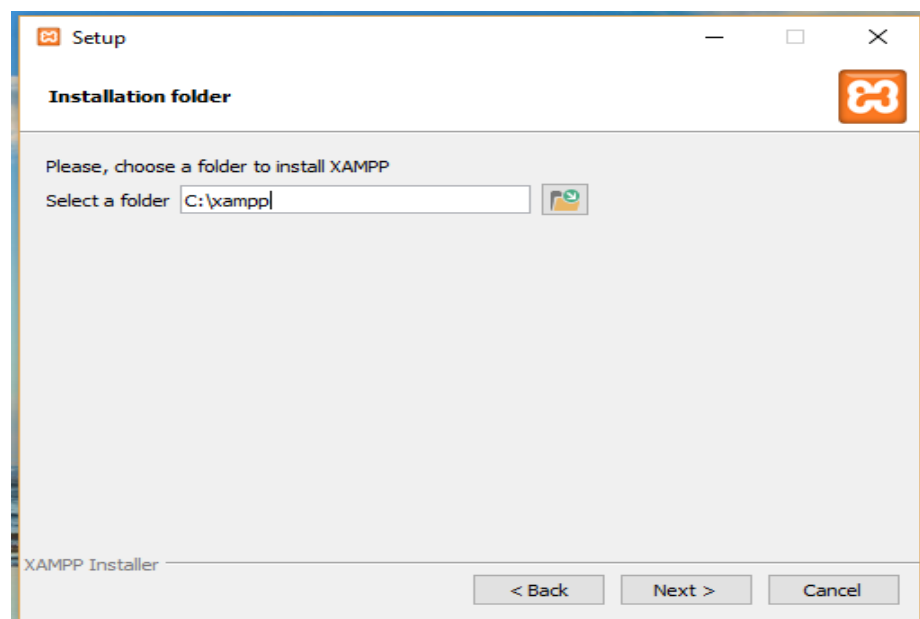 Setup
Installation folder
Please, choose a folder to install XAMPP
Select a folder C:\xampp
XAMPP Installer
< Back Next > Cancel